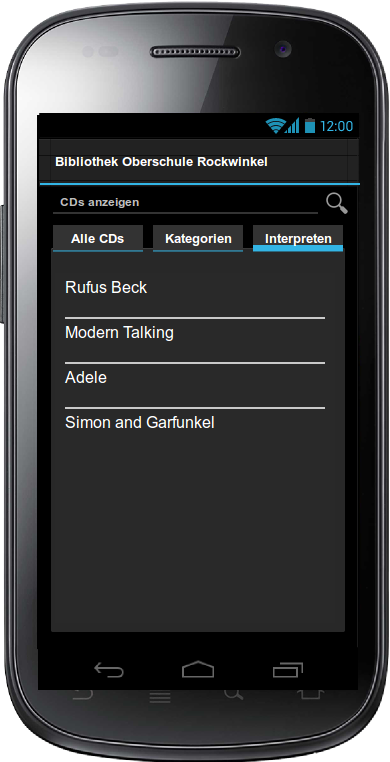 12:00
Bibliothek Oberschule Rockwinkel
CDs anzeigen
Alle CDs Kategorien Interpreten
Rufus Beck
Modern Talking
Adele
Simon and Garfunkel